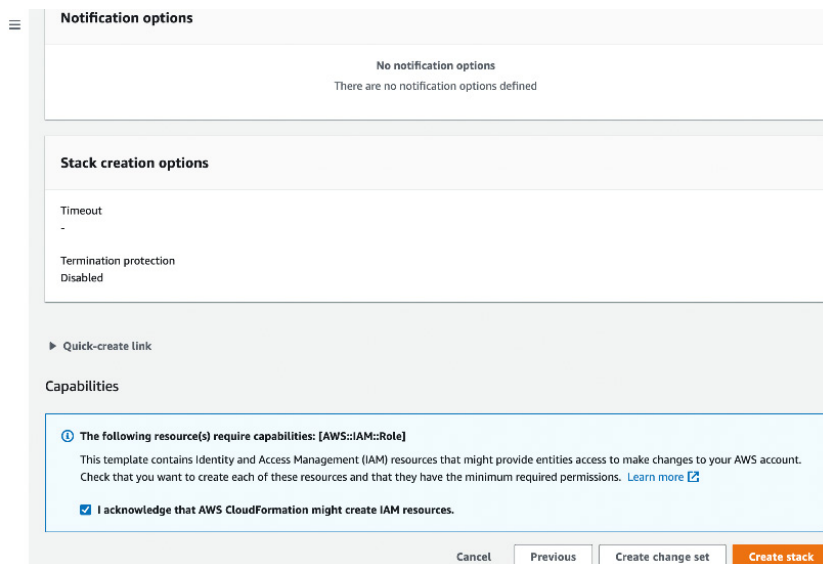 Notification options
No notification options
There are no notification options defined
Stack creation options
Timeout
-
Termination protection
Disabled
Quick-create link
Capabilities
The following resource(s) require capabilities: [AWS::IAM::Role]
This template contains Identity and Access Management (IAM) resources that might provide entities access to make changes to your AWS account.
Check that you want to create each of these resources and that they have the minimum required permissions. Learn more
I acknowledge that AWS CloudFormation might create IAM resources.
Cancel Previous Create change set Create stack